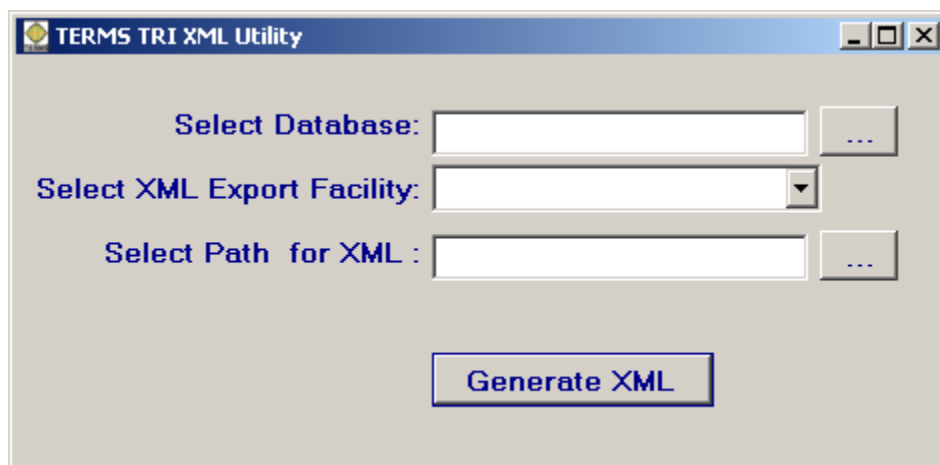 TERMS TRI XML Utility
Select Database:
...
Select XML Export Facility:
Select Path  for XML :
...
Generate XML